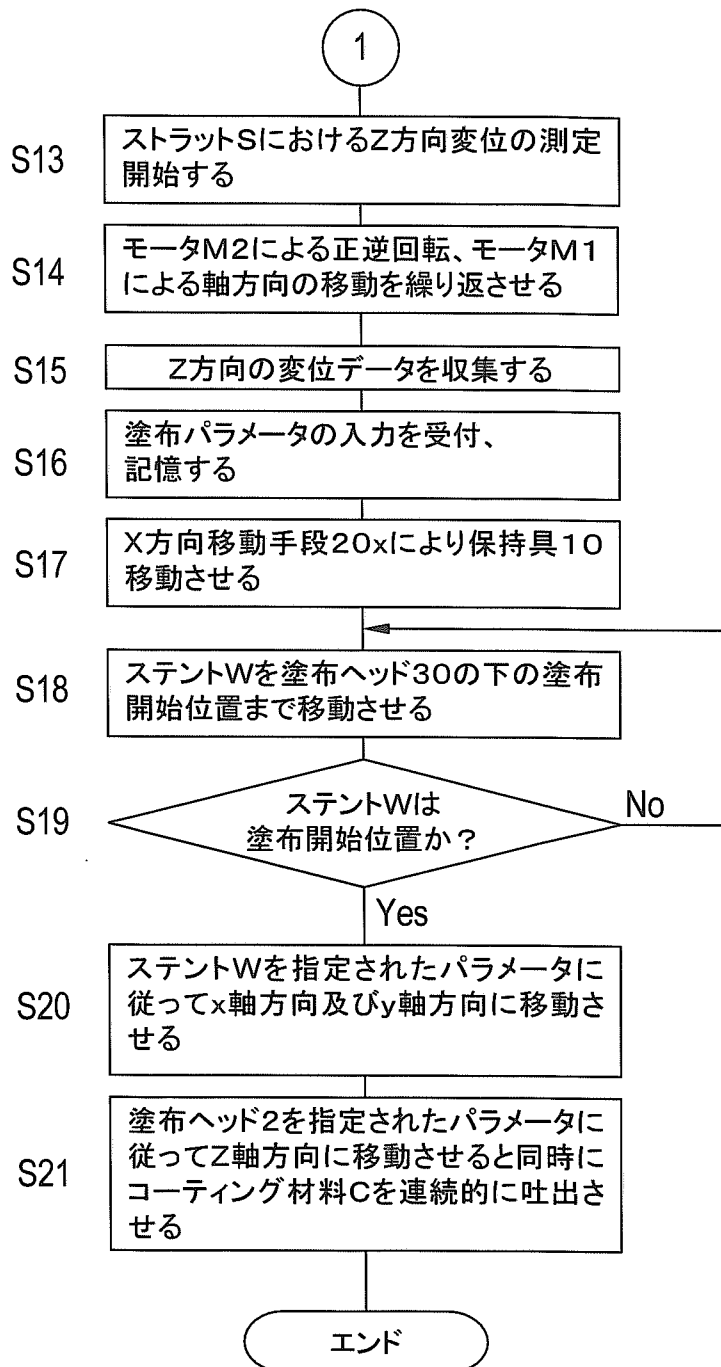 1
S13
ストラットSにおけるZ方向変位の測定
開始する
S14
モータM2による正逆回転、モータM1
による軸方向の移動を繰り返させる
S15
Z方向の変位データを収集する
S16
塗布パラメータの入力を受付、
記憶する
S17
X方向移動手段20xにより保持具10
移動させる
S18
ステントWを塗布ヘッド30の下の塗布
開始位置まで移動させる
S19
ステントWは
塗布開始位置か？
No
Yes
S20
ステントWを指定されたパラメータに
従ってx軸方向及びy軸方向に移動さ
せる
S21
塗布ヘッド2を指定されたパラメータに
従ってZ軸方向に移動させると同時に
コーティング材料Cを連続的に吐出さ
せる
エンド